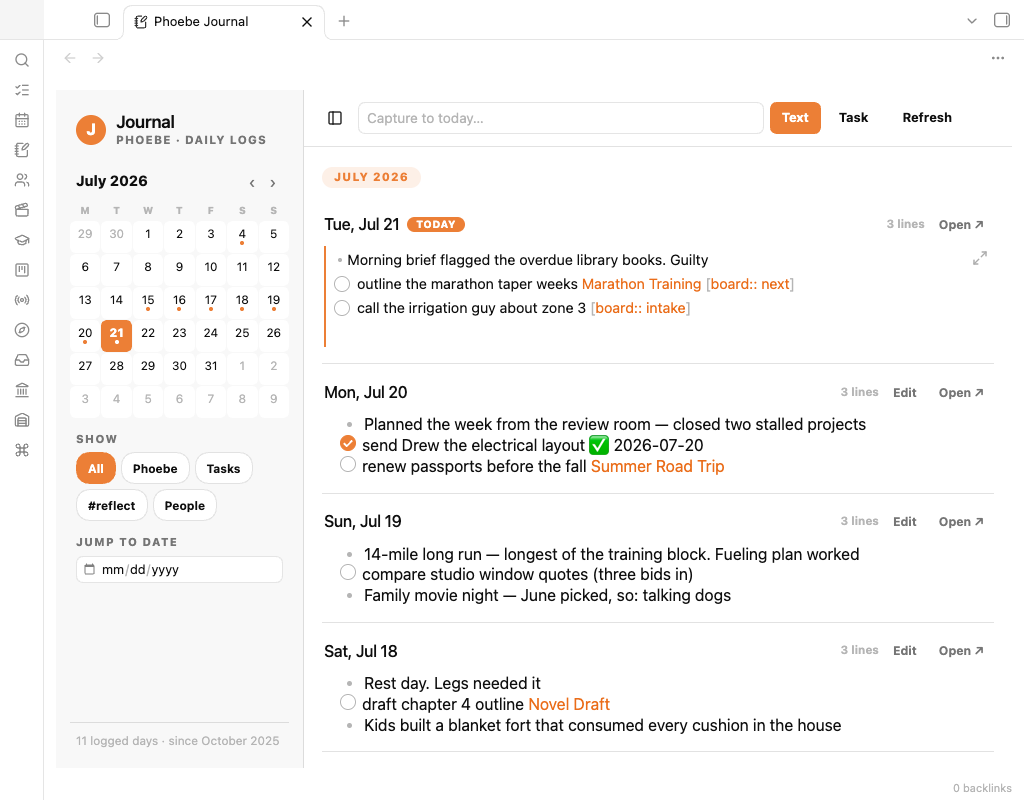 Phoebe Journal
J
Journal
PHOEBE · DAILY LOGS
July 2026
M T W T F S S
29 30 1 2 3 4 5
6 7 8 9 10 11 12
13 14 15 16 17 18 19
20 21 22 23 24 25 26
27 28 29 30 31 1 2
3 4 5 6 7 8 9
SHOW
All Phoebe Tasks
#reflect People
JUMP TO DATE
mm/dd/yyyy
11 logged days · since October 2025
Capture to today... Text Task Refresh
JULY 2026
Tue, Jul 21 TODAY 3 lines Open ↗
• Morning brief flagged the overdue library books. Guilty
outline the marathon taper weeks Marathon Training [board:: next]
call the irrigation guy about zone 3 [board:: intake]
Mon, Jul 20 3 lines Edit Open ↗
• Planned the week from the review room — closed two stalled projects
send Drew the electrical layout ✅ 2026-07-20
renew passports before the fall Summer Road Trip
Sun, Jul 19 3 lines Edit Open ↗
• 14-mile long run — longest of the training block. Fueling plan worked
compare studio window quotes (three bids in)
• Family movie night — June picked, so: talking dogs
Sat, Jul 18 3 lines Edit Open ↗
• Rest day. Legs needed it
draft chapter 4 outline Novel Draft
• Kids built a blanket fort that consumed every cushion in the house
0 backlinks